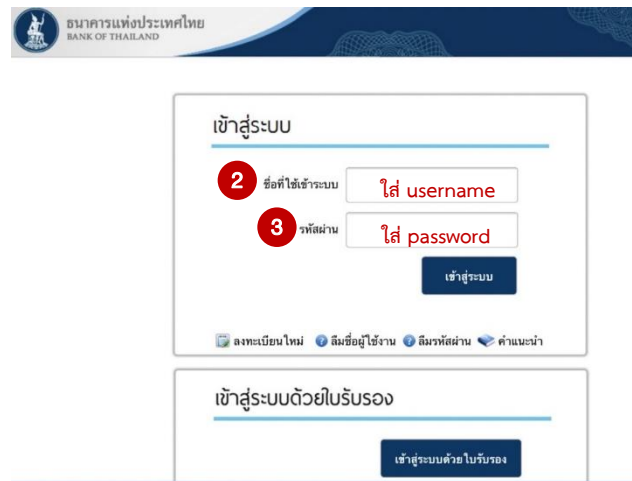 ธนาคารแห่งประเทศไทย
BANK OF THAILAND
เข้าสู่ระบบ
2 ชื่อที่ใช้เข้าระบบ ใส่ username
3 รหัสผ่าน ใส่ password
เข้าสู่ระบบ
ลงทะเบียนใหม่ ลืมชื่อผู้ใช้งาน ลืมรหัสผ่าน คำแนะนำ
เข้าสู่ระบบด้วยใบรับรอง
เข้าสู่ระบบด้วยใบรับรอง